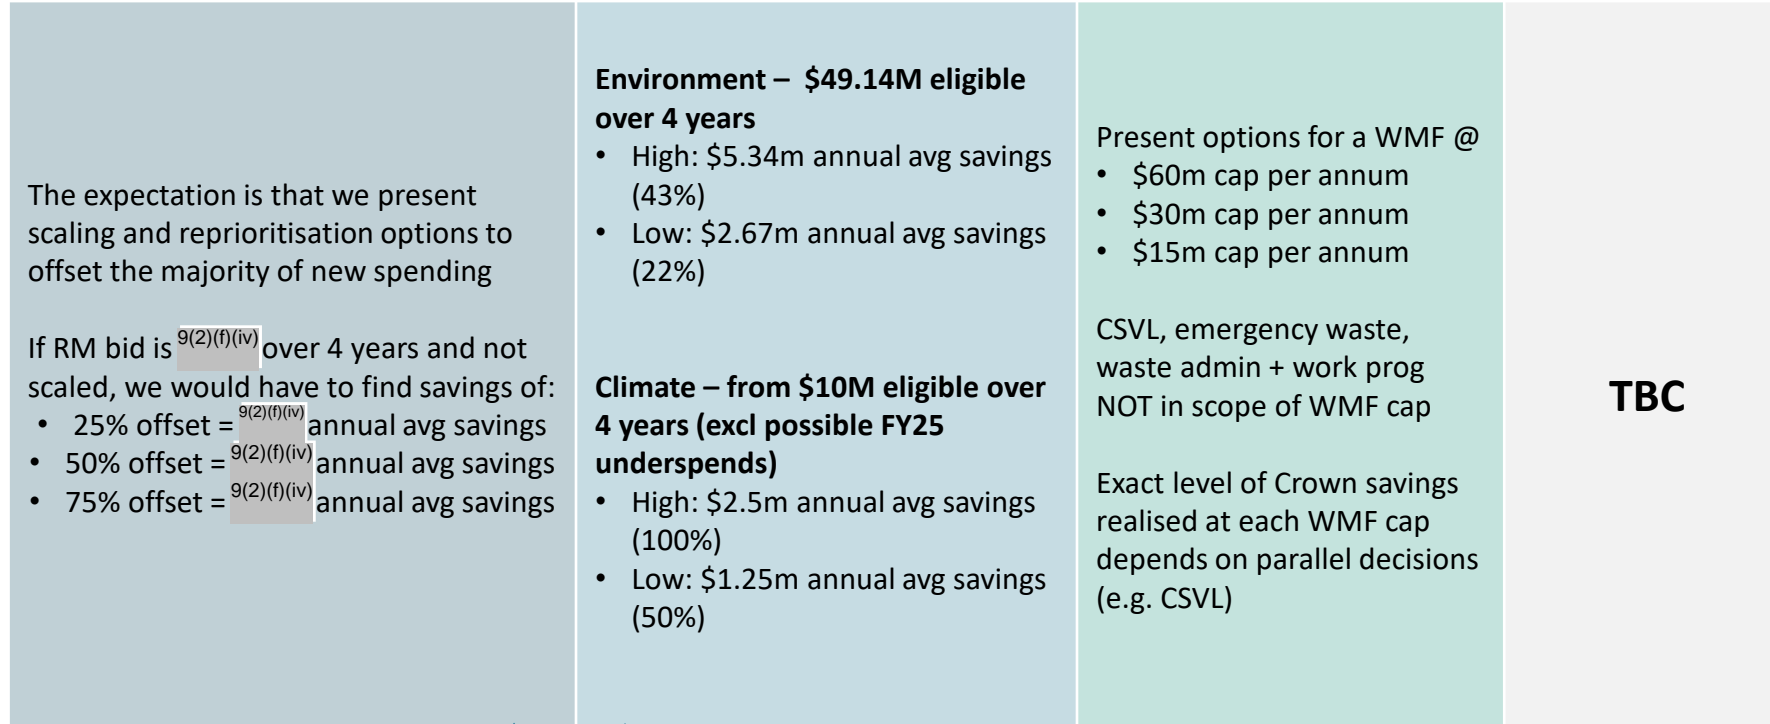 The expectation is that we present
scaling and reprioritisation options to
offset the majority of new spending
If RM bid is 9(2)(f)(iv) over 4 years and not
scaled, we would have to find savings of:
• 25% offset = 9(2)(f)(iv) annual avg savings
• 50% offset = 9(2)(f)(iv) annual avg savings
• 75% offset = 9(2)(f)(iv) annual avg savings
Environment – $49.14M eligible
over 4 years
• High: $5.34m annual avg savings
(43%)
• Low: $2.67m annual avg savings
(22%)
Climate – from $10M eligible over
4 years (excl possible FY25
underspends)
• High: $2.5m annual avg savings
(100%)
• Low: $1.25m annual avg savings
(50%)
Present options for a WMF @
• $60m cap per annum
• $30m cap per annum
• $15m cap per annum
CSVL, emergency waste,
waste admin + work prog
NOT in scope of WMF cap
Exact level of Crown savings
realised at each WMF cap
depends on parallel decisions
(e.g. CSVL)
TBC